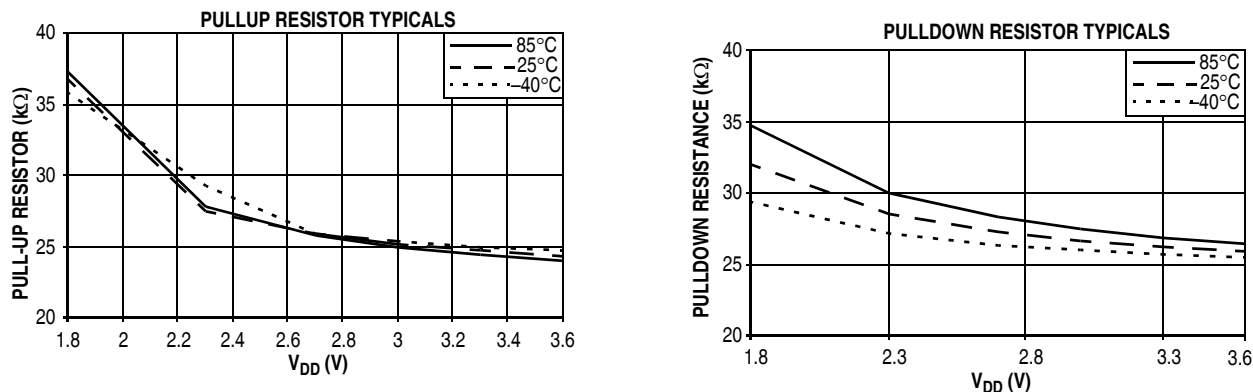 PULLUP RESISTOR TYPICALS
PULL-UP RESISTOR (kΩ)
40
35
30
25
20
85°C
25°C
–40°C
1.8 2 2.2 2.4 2.6 2.8 3 3.2 3.4 3.6
VDD (V)
PULLDOWN RESISTOR TYPICALS
PULLDOWN RESISTANCE (kΩ)
40
35
30
25
20
85°C
25°C
–40°C
1.8 2.3 2.8 3.3 3.6
VDD (V)